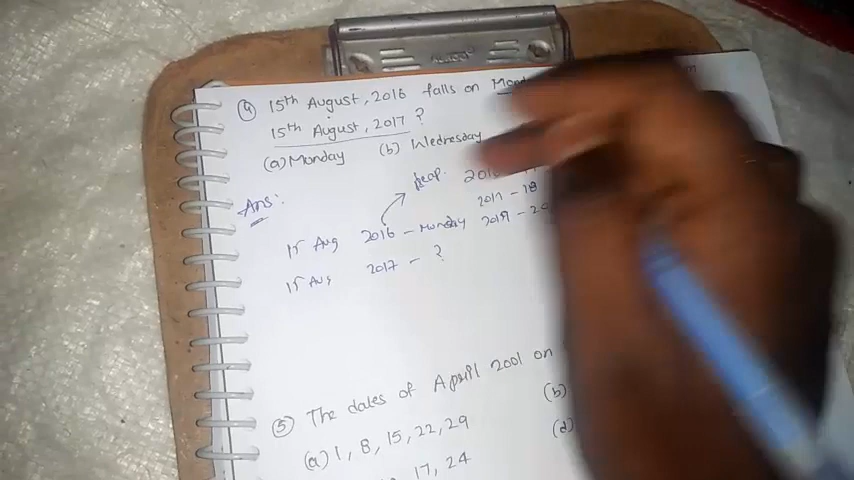 ④ 15th August, 2016 falls on
15th August, 2017 ?
(a) Monday (b) Wednesday
Ans:
leap
2017 - 18
15 Aug 2016 - Monday 2019 - 20
15 Aug 2017 - ?
⑤ The dates of April 2001 on
(a) 1, 8, 15, 22, 29 (b)
17, 24 (d)